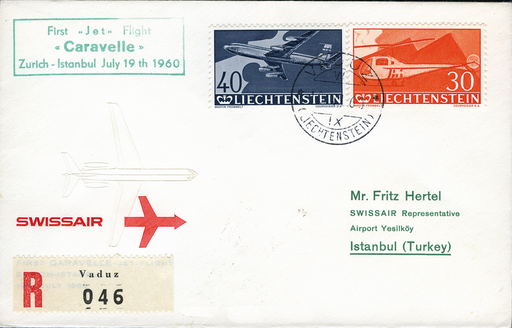 First «Jet» Flight
« Caravelle »
Zurich - Istanbul July 19 th 1960
40
LIECHTENSTEIN
30
LIECHTENSTEIN
IX
(LIECHTENSTEIN)
SWISSAIR
Mr. Fritz Hertel
SWISSAIR Representative
Airport Yesilköy
Istanbul (Turkey)
R
Vaduz
046